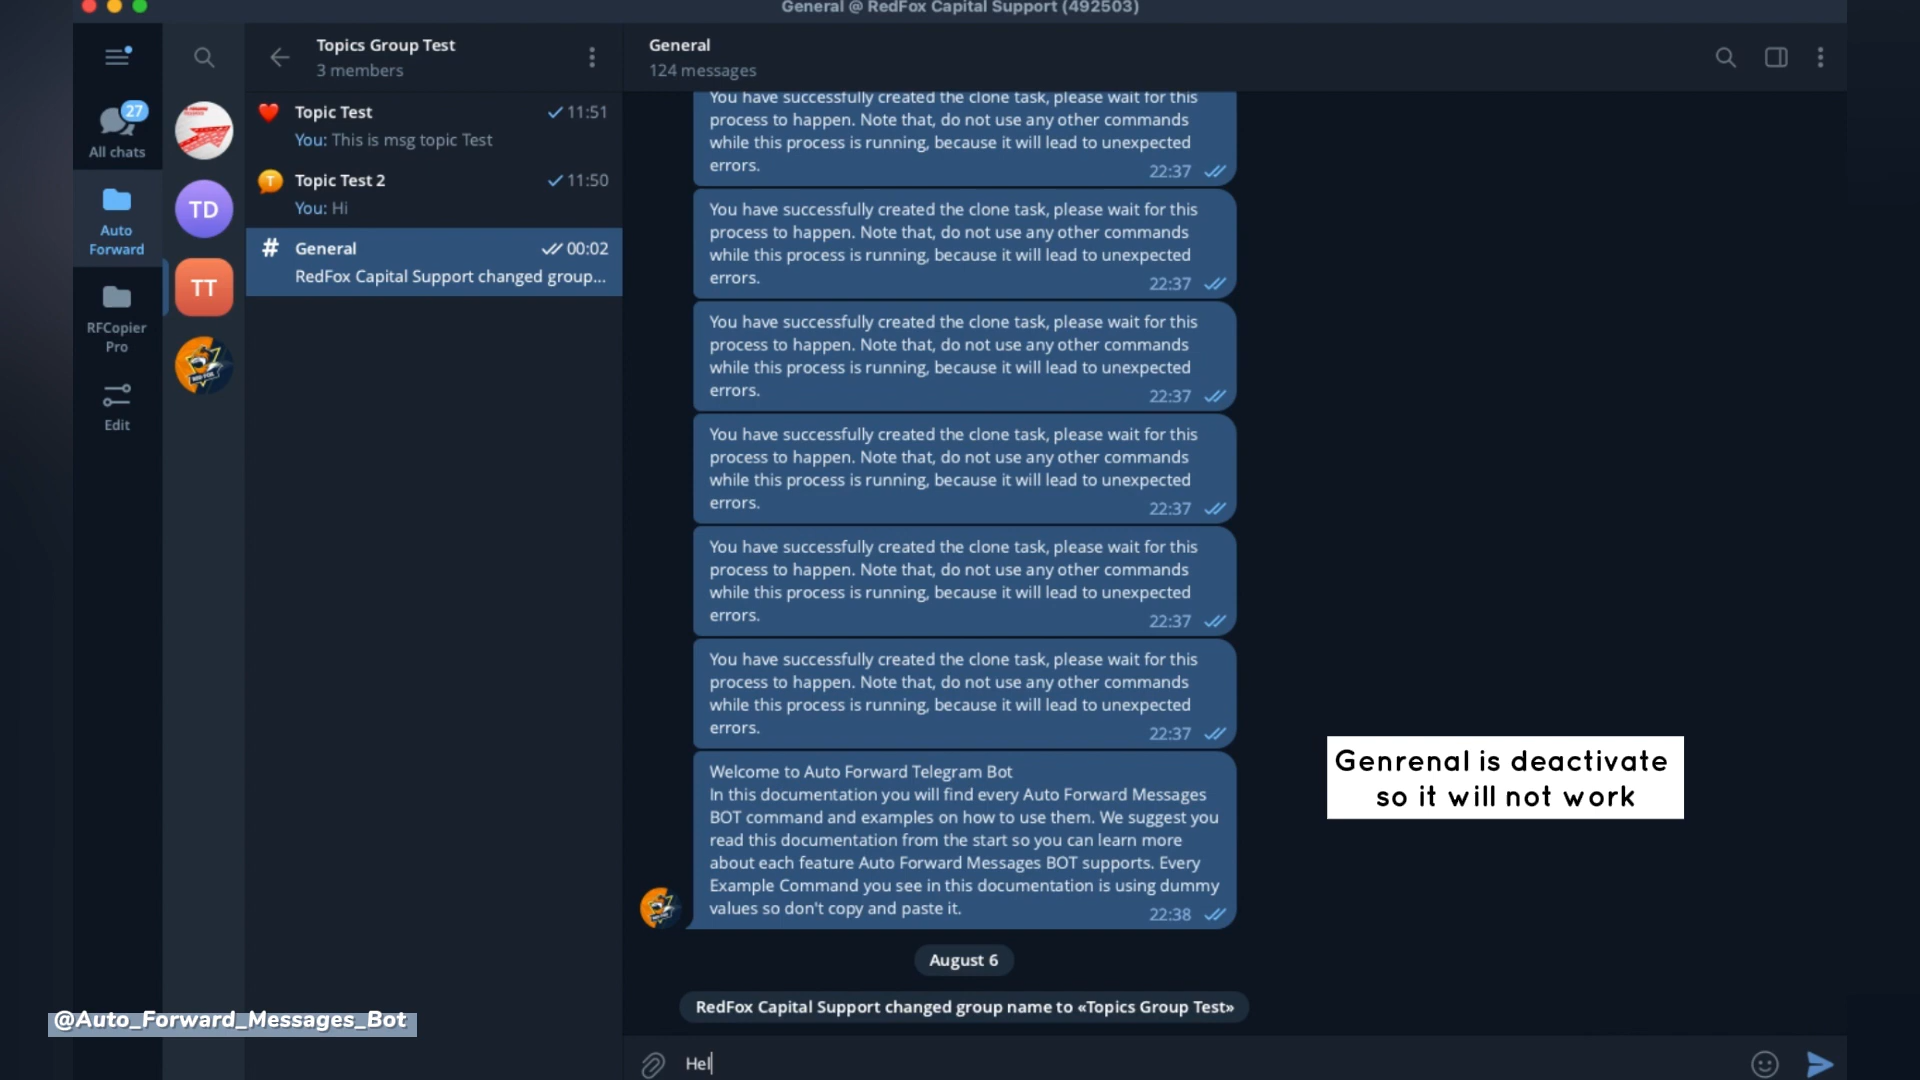 General @ RedFox Capital Support (492503)
27
All chats
Auto
Forward
RFCopier
Pro
Edit
TD
TT
Topics Group Test
3 members
Topic Test
11:51
You: This is msg topic Test
T
Topic Test 2
11:50
You: Hi
# General
00:02
RedFox Capital Support changed group...
General
124 messages
You have successfully created the clone task, please wait for this
process to happen. Note that, do not use any other commands
while this process is running, because it will lead to unexpected
errors.
22:37
You have successfully created the clone task, please wait for this
process to happen. Note that, do not use any other commands
while this process is running, because it will lead to unexpected
errors.
22:37
You have successfully created the clone task, please wait for this
process to happen. Note that, do not use any other commands
while this process is running, because it will lead to unexpected
errors.
22:37
You have successfully created the clone task, please wait for this
process to happen. Note that, do not use any other commands
while this process is running, because it will lead to unexpected
errors.
22:37
You have successfully created the clone task, please wait for this
process to happen. Note that, do not use any other commands
while this process is running, because it will lead to unexpected
errors.
22:37
You have successfully created the clone task, please wait for this
process to happen. Note that, do not use any other commands
while this process is running, because it will lead to unexpected
errors.
22:37
Welcome to Auto Forward Telegram Bot
In this documentation you will find every Auto Forward Messages
BOT command and examples on how to use them. We suggest you
read this documentation from the start so you can learn more
about each feature Auto Forward Messages BOT supports. Every
Example Command you see in this documentation is using dummy
values so don't copy and paste it.
22:38
August 6
RedFox Capital Support changed group name to «Topics Group Test»
Hel
Genrenal is deactivate
so it will not work
@Auto_Forward_Messages_Bot